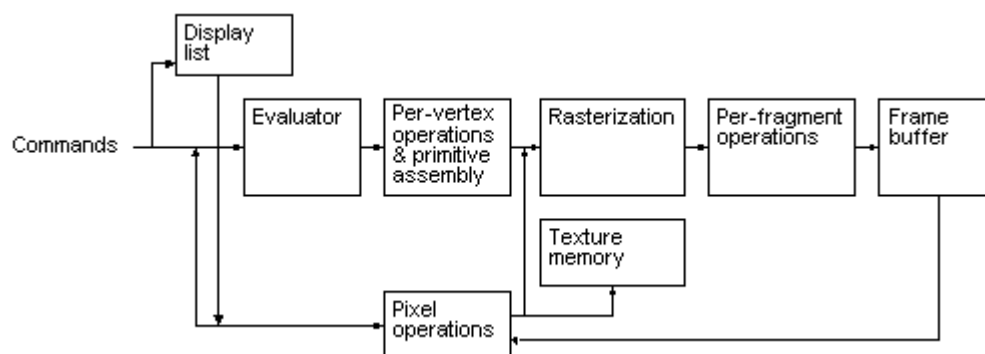 Display
list
Commands
Evaluator
Per-vertex
operations
& primitive
assembly
Rasterization
Per-fragment
operations
Frame
buffer
Texture
memory
Pixel
operations